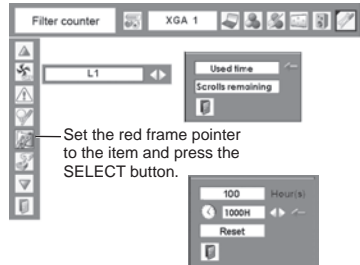 Filter counter
XGA 1
L1
Used time
Scrolls remaining
Set the red frame pointer
to the item and press the
SELECT button.
100 Hour(s)
1000H
Reset